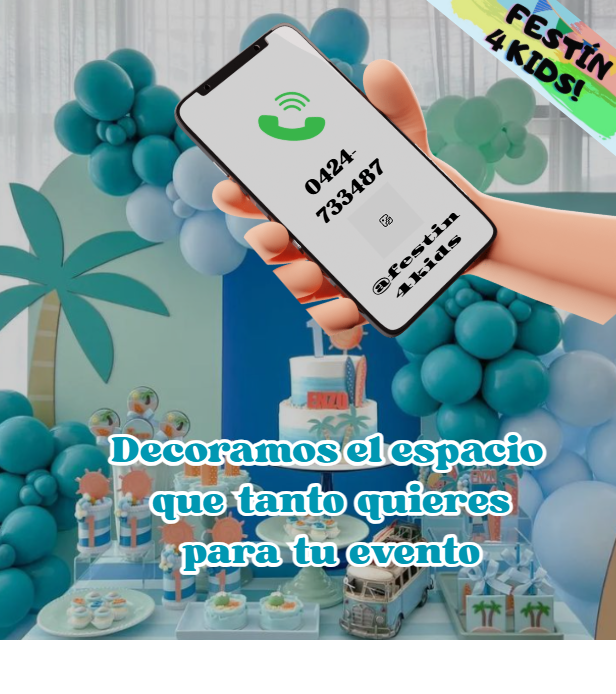 FESTÍN
4 KIDS!
0424-
733487
@festin
4kids
Decoramos el espacio
que tanto quieres
para tu evento